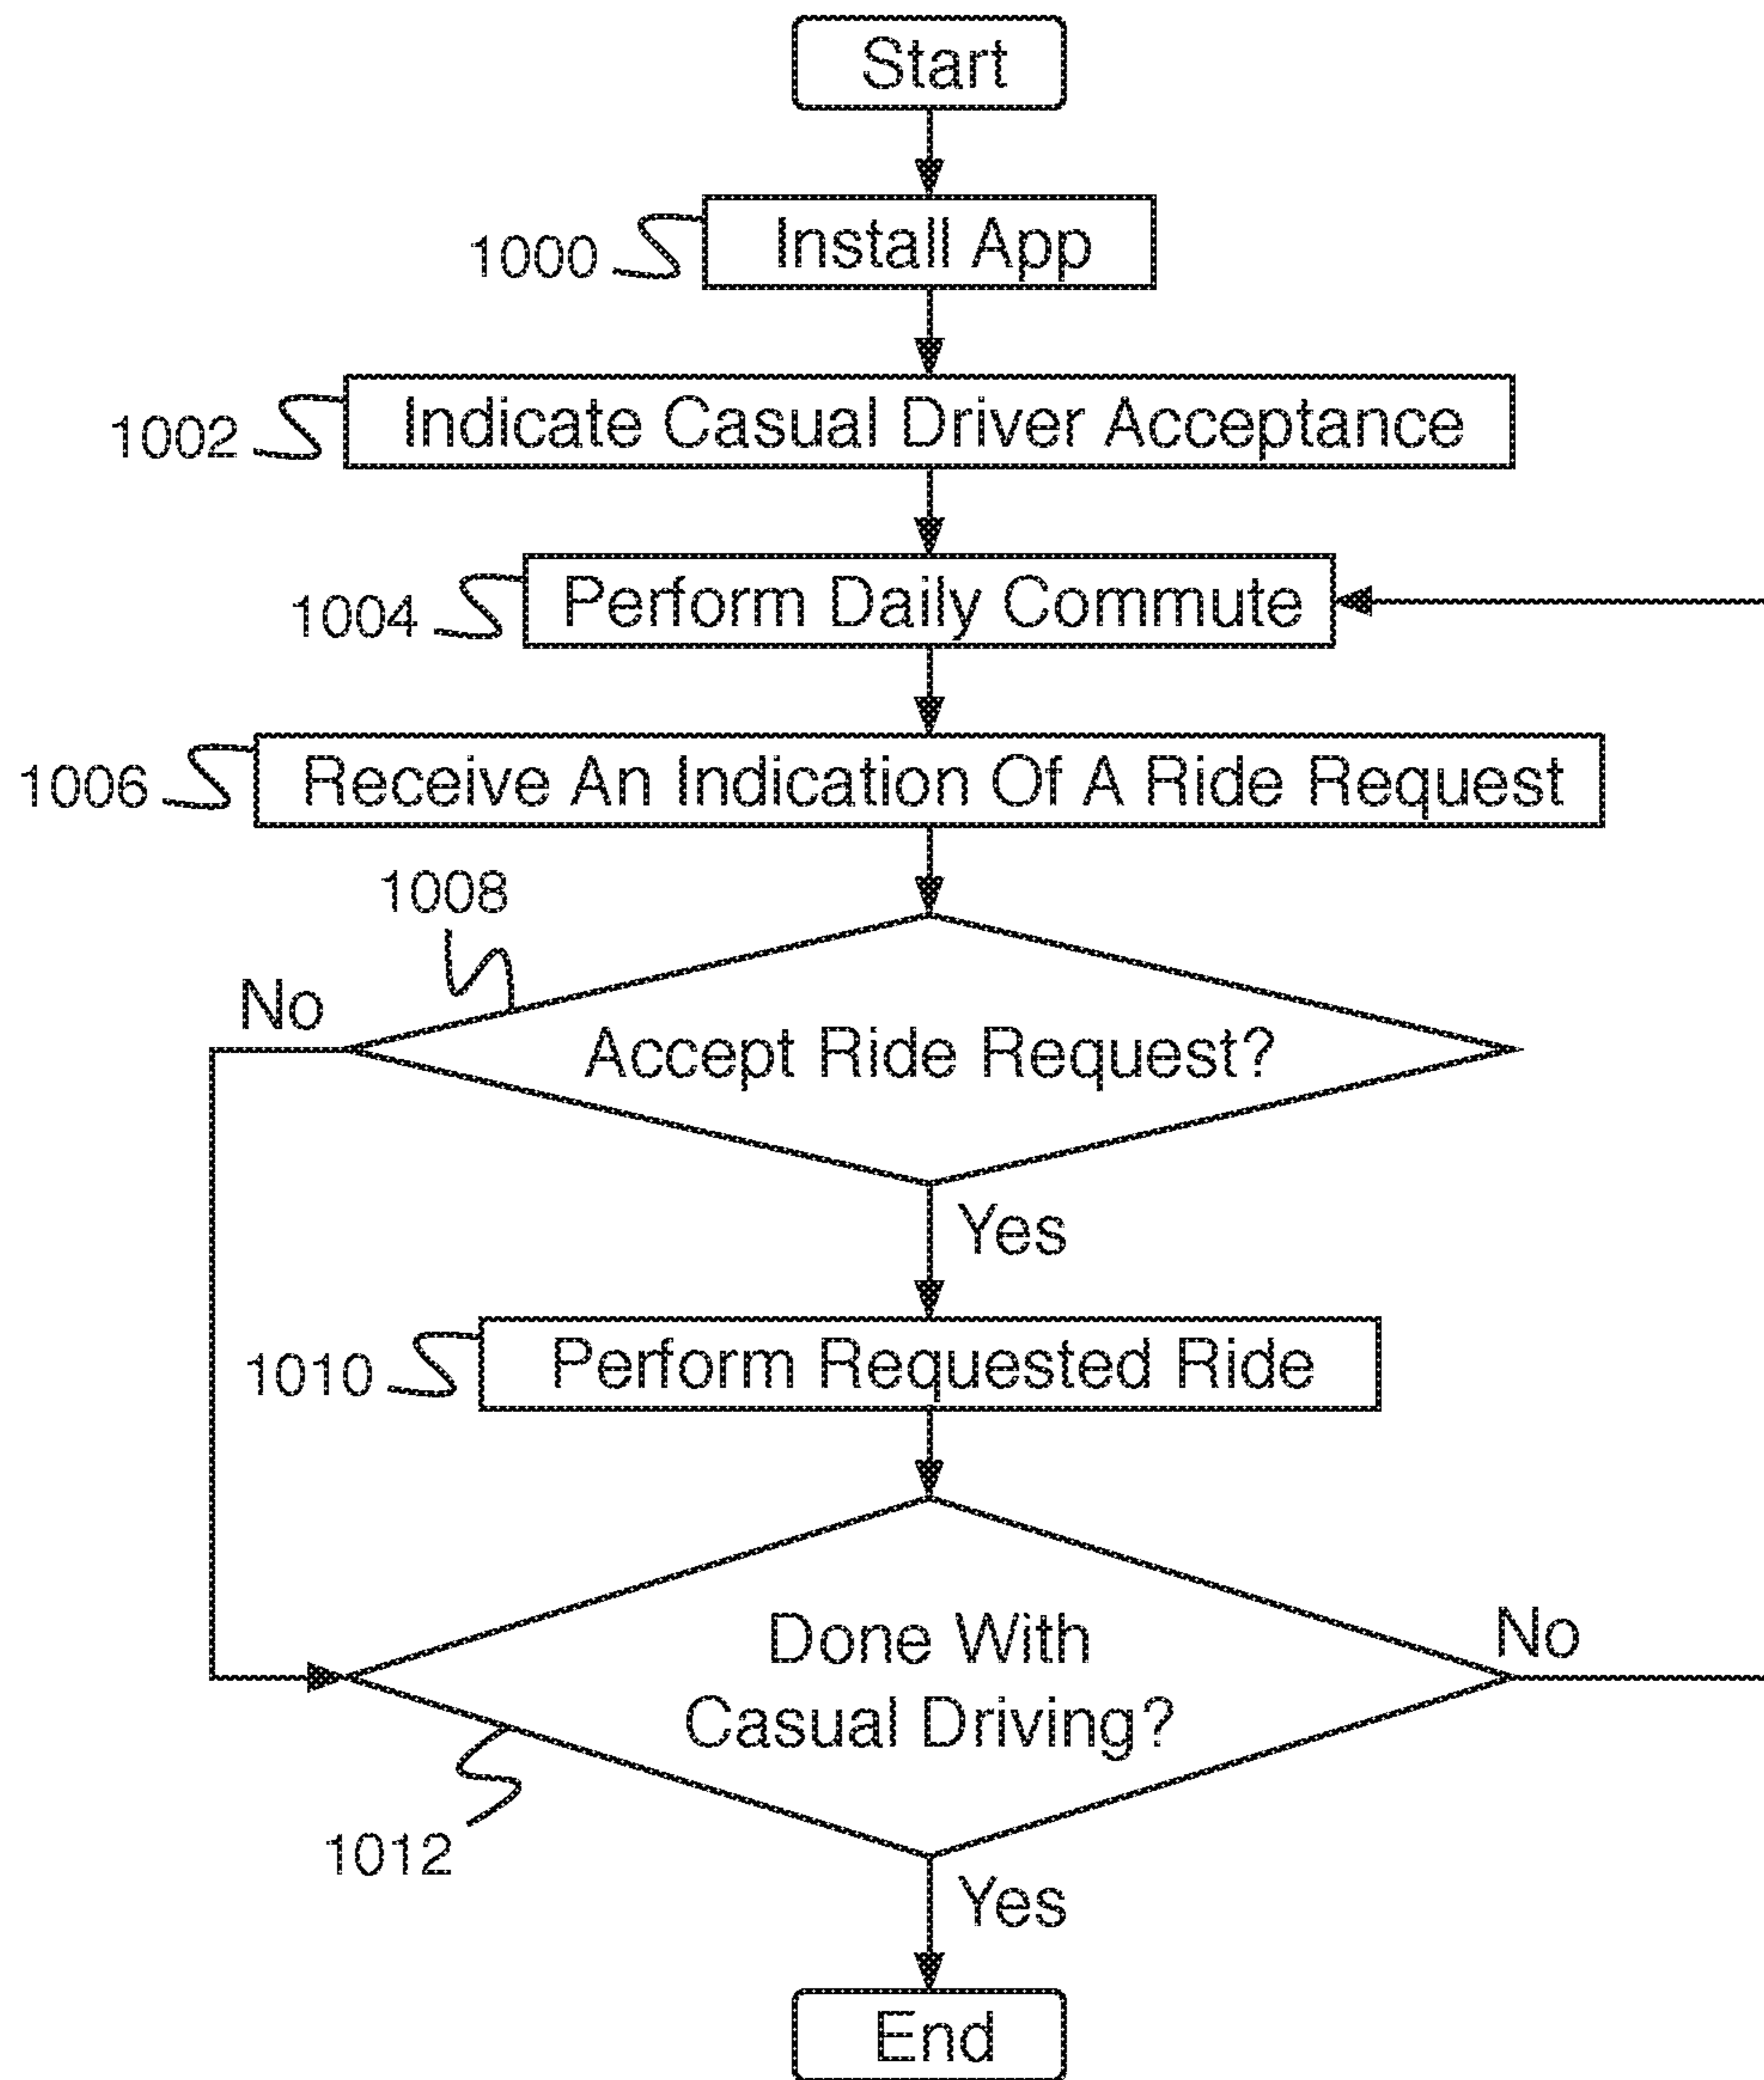 Start
1000
Install App
1002
Indicate Casual Driver Acceptance
1004
Perform Daily Commute
1006
Receive An Indication Of A Ride Request
1008
No
Accept Ride Request?
Yes
1010
Perform Requested Ride
Done With
Casual Driving?
No
1012
Yes
End